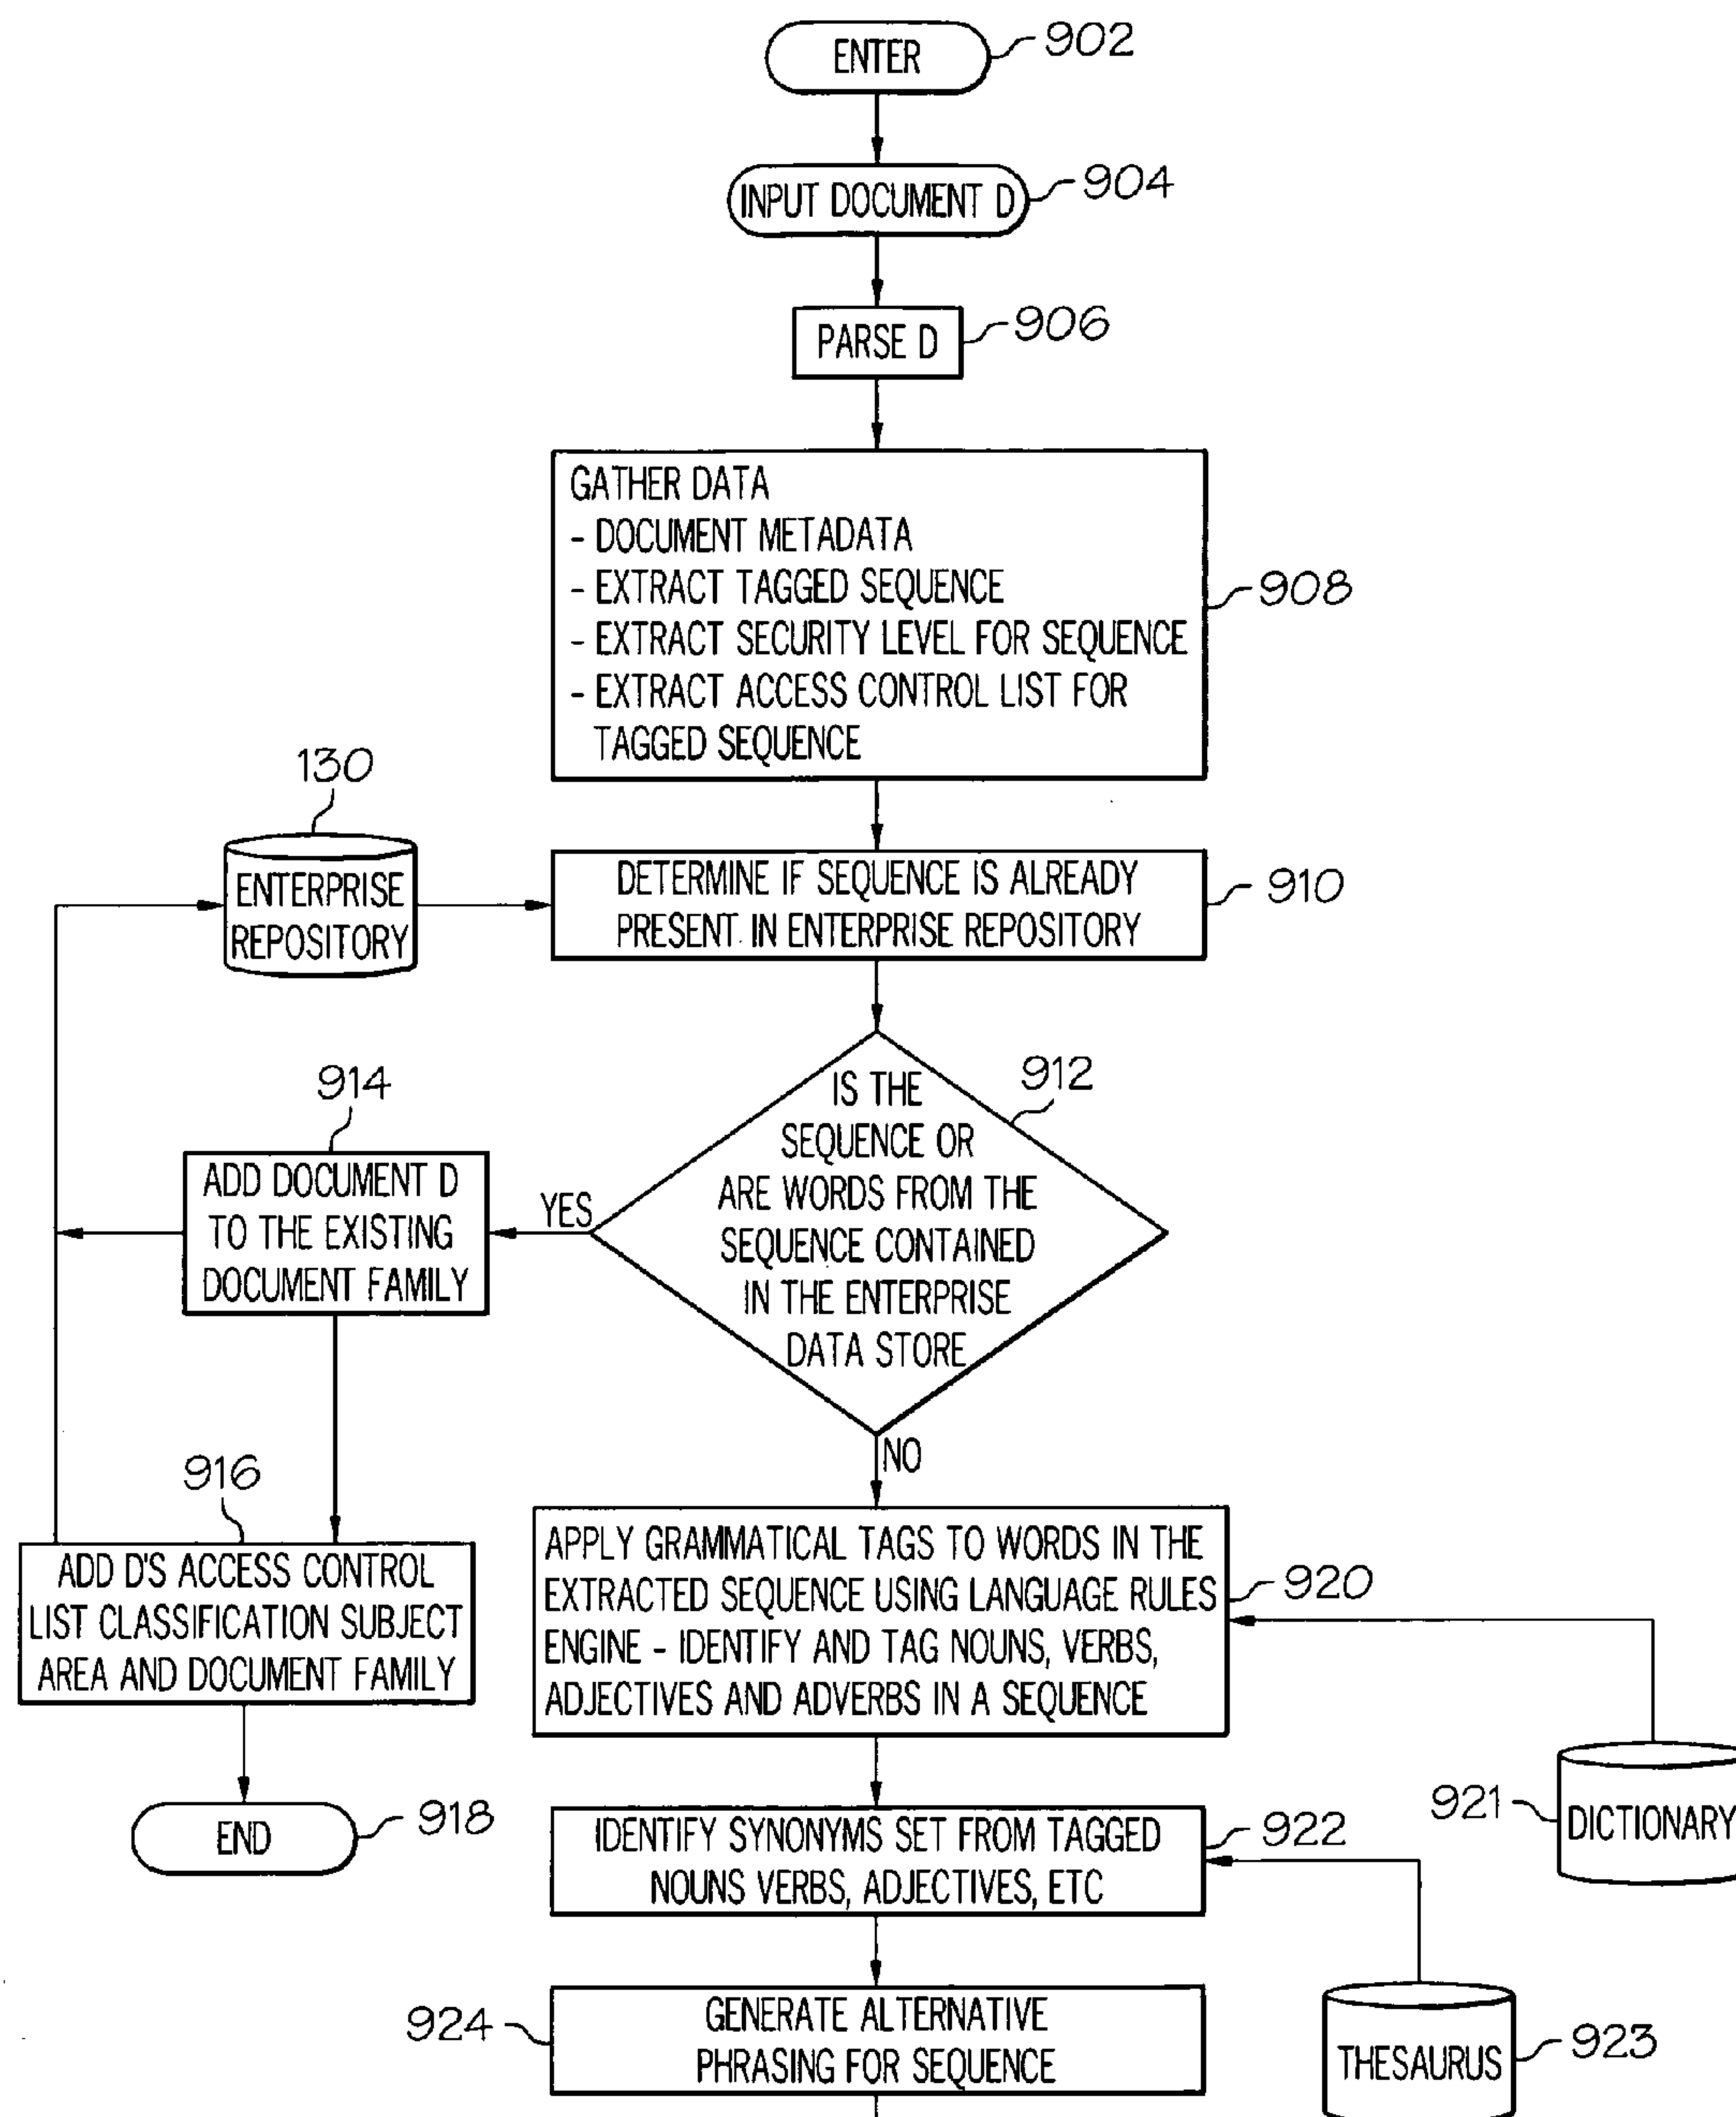 ENTER
902
INPUT DOCUMENT D
904
PARSE D
906
GATHER DATA
- DOCUMENT METADATA
- EXTRACT TAGGED SEQUENCE
- EXTRACT SECURITY LEVEL FOR SEQUENCE
- EXTRACT ACCESS CONTROL LIST FOR
TAGGED SEQUENCE
908
130
ENTERPRISE
REPOSITORY
DETERMINE IF SEQUENCE IS ALREADY
PRESENT IN ENTERPRISE REPOSITORY
910
IS THE
SEQUENCE OR
ARE WORDS FROM THE
SEQUENCE CONTAINED
IN THE ENTERPRISE
DATA STORE
912
YES
914
ADD DOCUMENT D
TO THE EXISTING
DOCUMENT FAMILY
916
ADD D'S ACCESS CONTROL
LIST CLASSIFICATION SUBJECT
AREA AND DOCUMENT FAMILY
END
918
NO
APPLY GRAMMATICAL TAGS TO WORDS IN THE
EXTRACTED SEQUENCE USING LANGUAGE RULES
ENGINE - IDENTIFY AND TAG NOUNS, VERBS,
ADJECTIVES AND ADVERBS IN A SEQUENCE
920
921
DICTIONARY
IDENTIFY SYNONYMS SET FROM TAGGED
NOUNS VERBS, ADJECTIVES, ETC
922
THESAURUS
923
924
GENERATE ALTERNATIVE
PHRASING FOR SEQUENCE